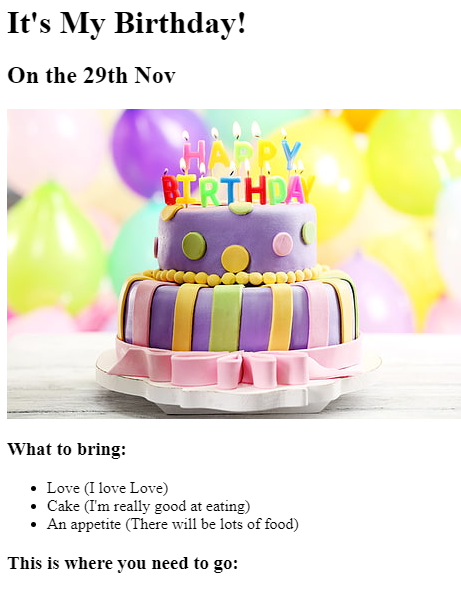 It's My Birthday!
On the 29th Nov
HAPPY
BIRTHDAY
What to bring:
Love (I love Love)
Cake (I'm really good at eating)
An appetite (There will be lots of food)
This is where you need to go: